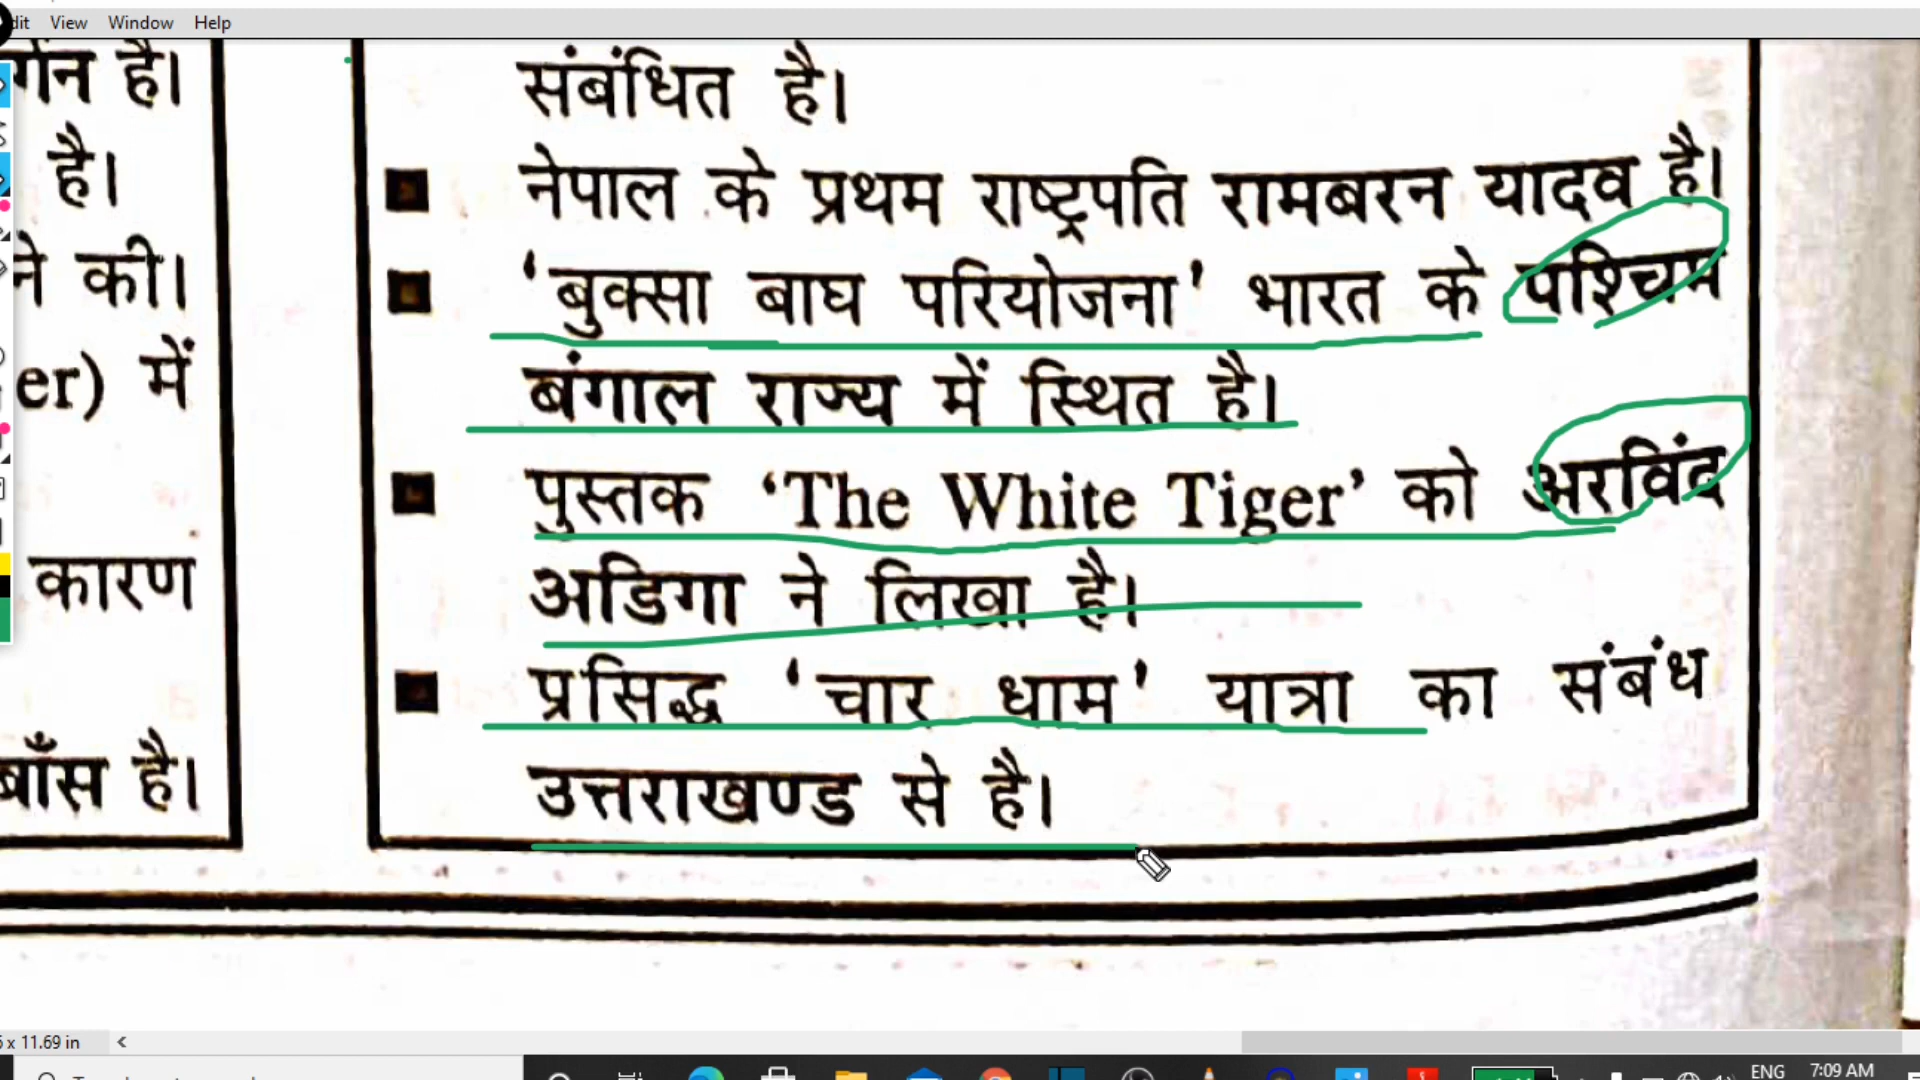 View Window Help
है।
है।
ने की।
er) में
कारण
बाँस है।
संबंधित है।
नेपाल के प्रथम राष्ट्रपति रामबरन यादव है।
‘बुक्सा बाघ परियोजना’ भारत के पश्चिम
बंगाल राज्य में स्थित है।
पुस्तक ‘The White Tiger’ को अरविंद
अडिगा ने लिखा है।
प्रसिद्ध ‘चार धाम’ यात्रा का संबंध
उत्तराखण्ड से है।
x 11.69 in
ENG 7:09 AM